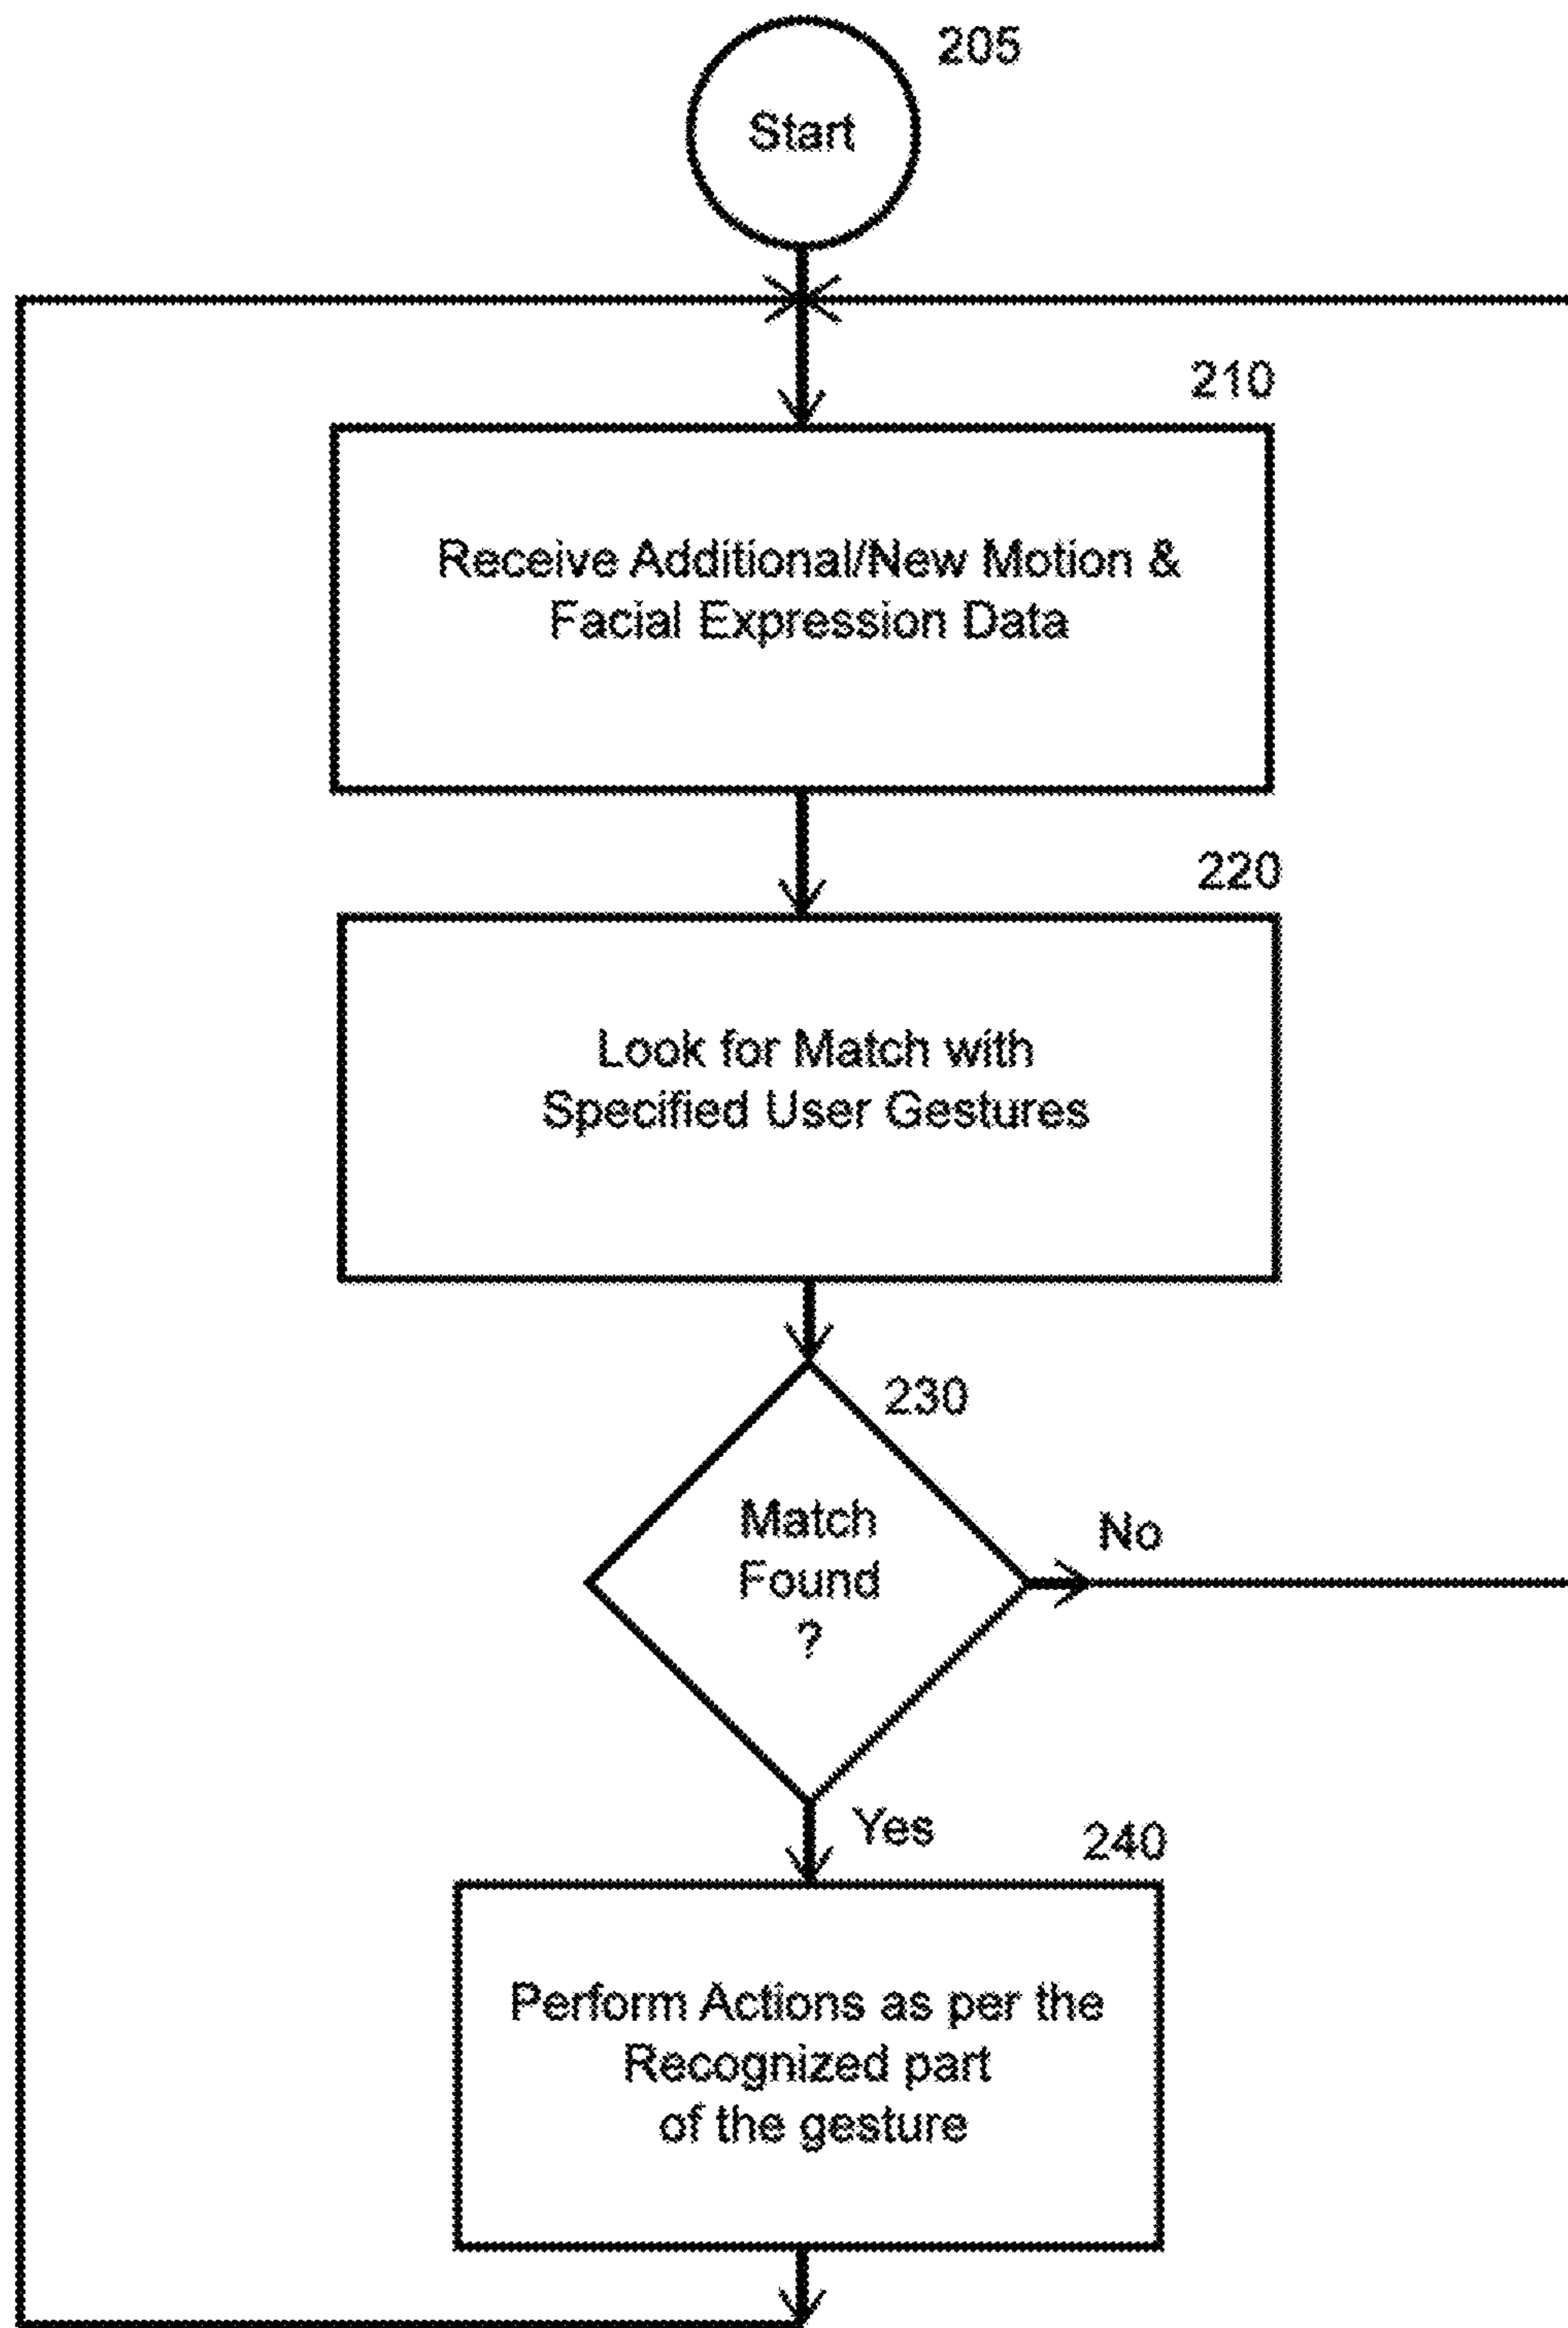 205
Start
210
Receive Additional/New Motion &
Facial Expression Data
220
Look for Match with
Specified User Gestures
230
Match
Found
?
No
Yes
240
Perform Actions as per the
Recognized part
of the gesture